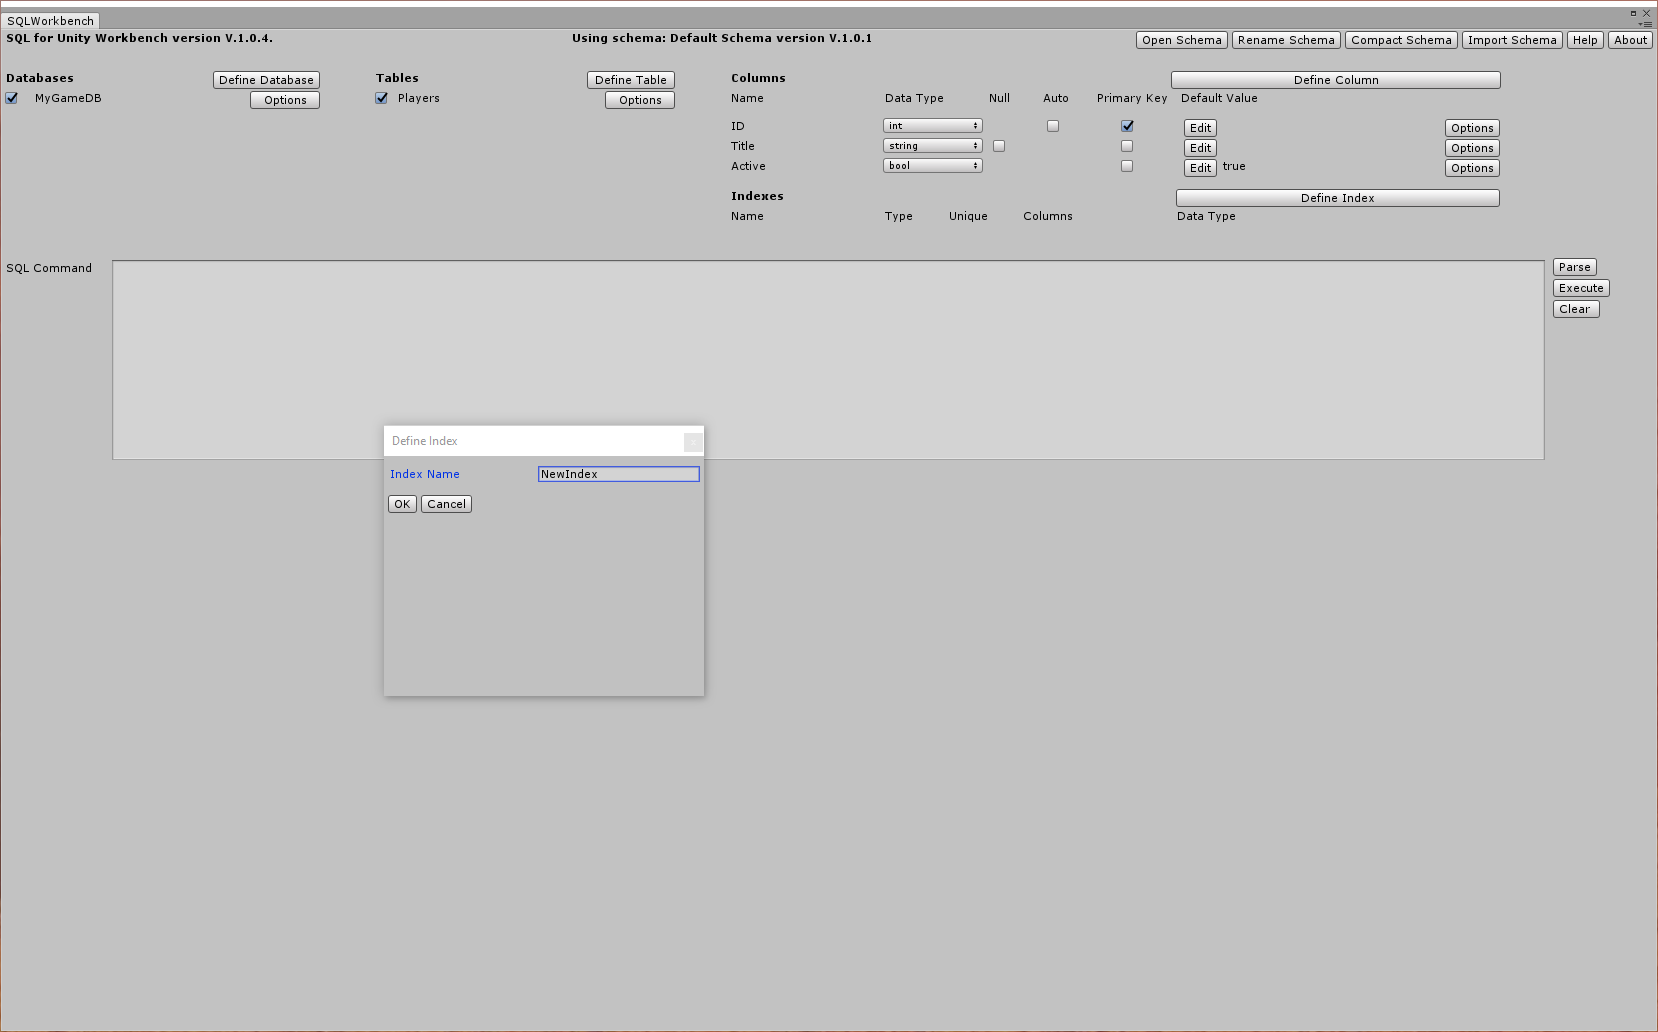 SQLWorkbench
SQL for Unity Workbench version V.1.0.4. Using schema: Default Schema version V.1.0.1 Open Schema Rename Schema Compact Schema Import Schema Help About
Databases Define Database Tables Define Table Columns Define Column
MyGameDB Options Players Options Name Data Type Null Auto Primary Key Default Value
ID int Edit Options
Title string Edit Options
Active bool Edit true Options
Indexes Define Index
Name Type Unique Columns Data Type
SQL Command Parse
Execute
Clear
Define Index x
Index Name NewIndex
OK Cancel